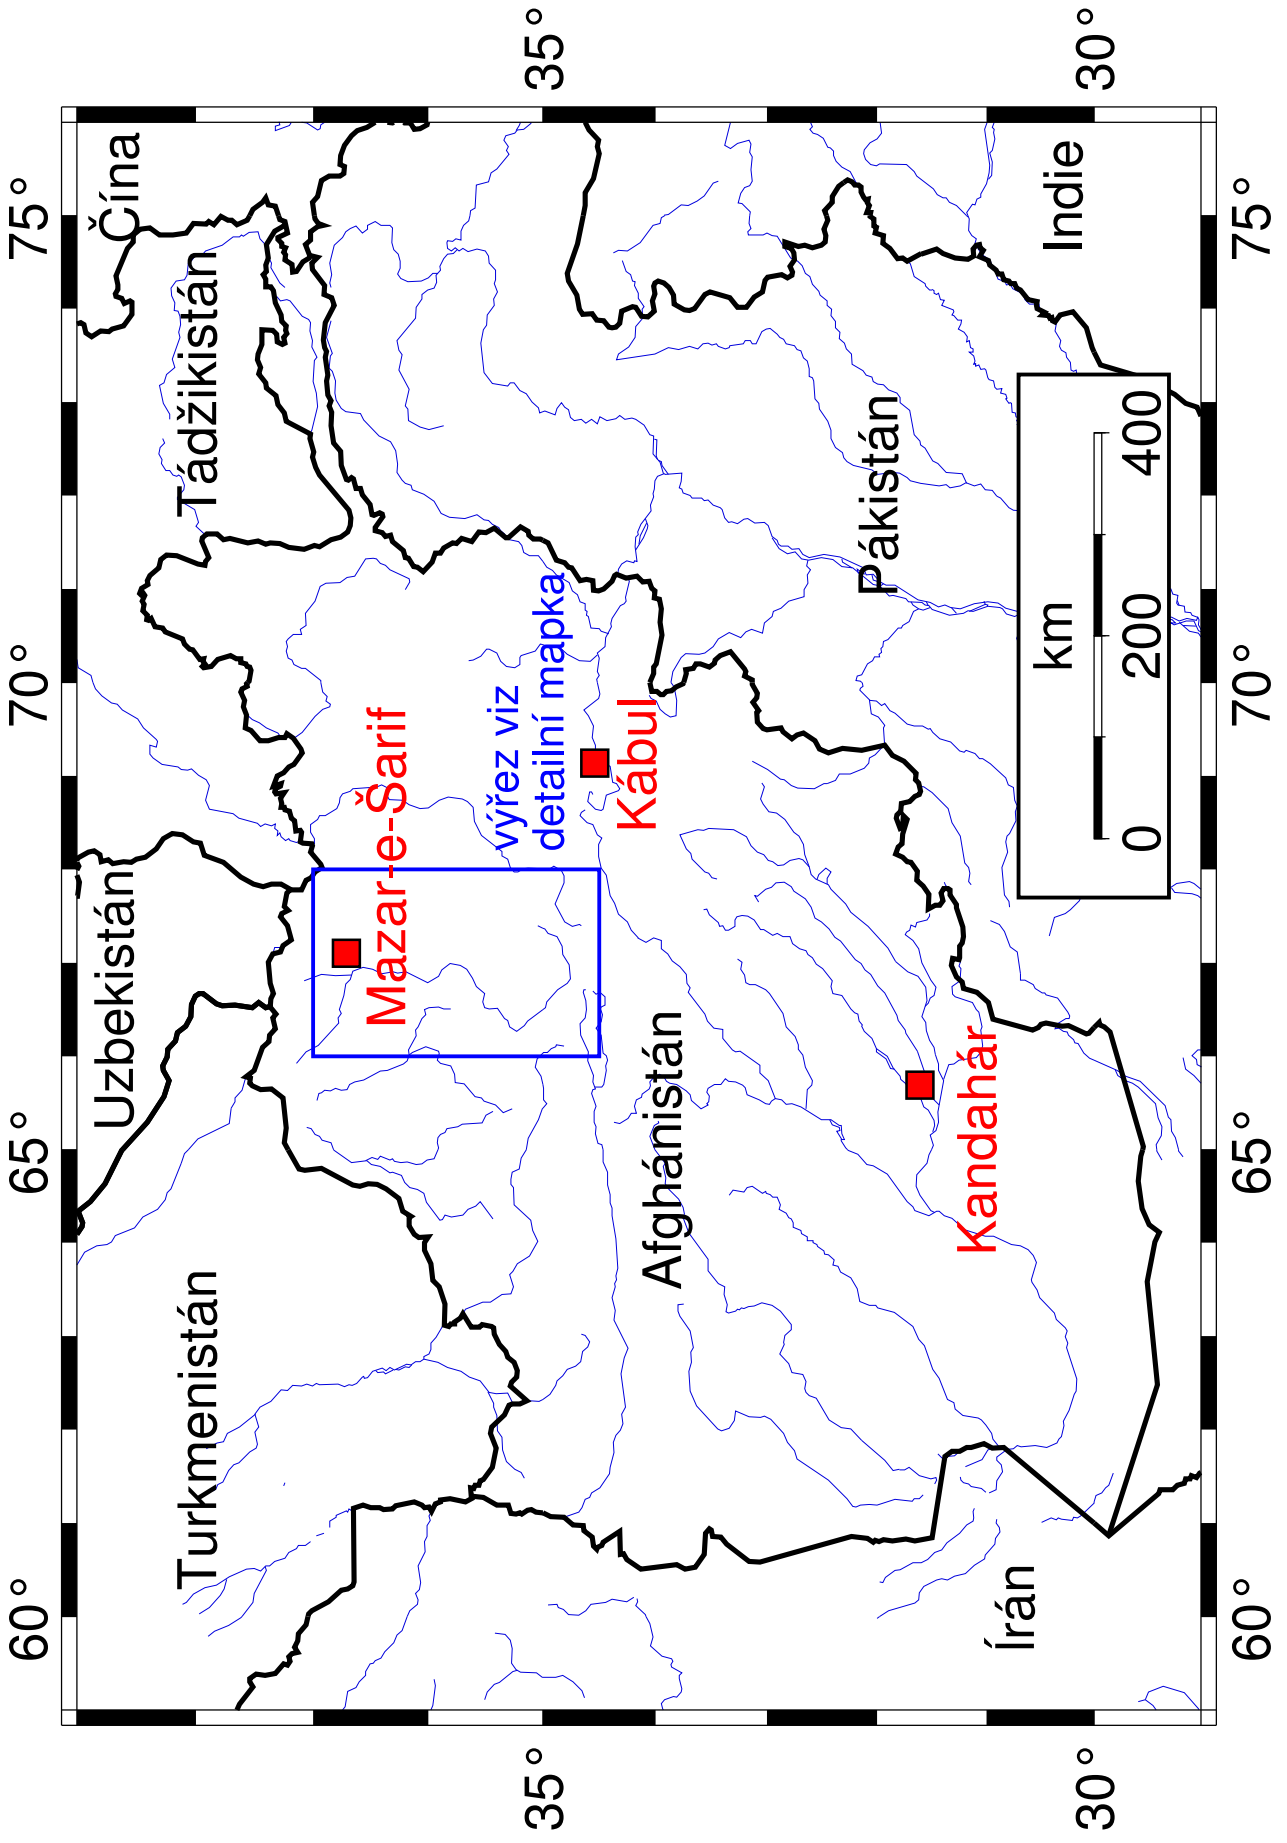 60°
65°
70°
75°
35°
35°
30°
30°
Turkmenistán
Uzbekistán
Tádžikistán
Čína
Mazar-e-Šarif
výřez viz
detailní mapka
Kábul
Afghánistán
Pákistán
Kandahár
Írán
Indie
km
0
200
400
60°
65°
70°
75°